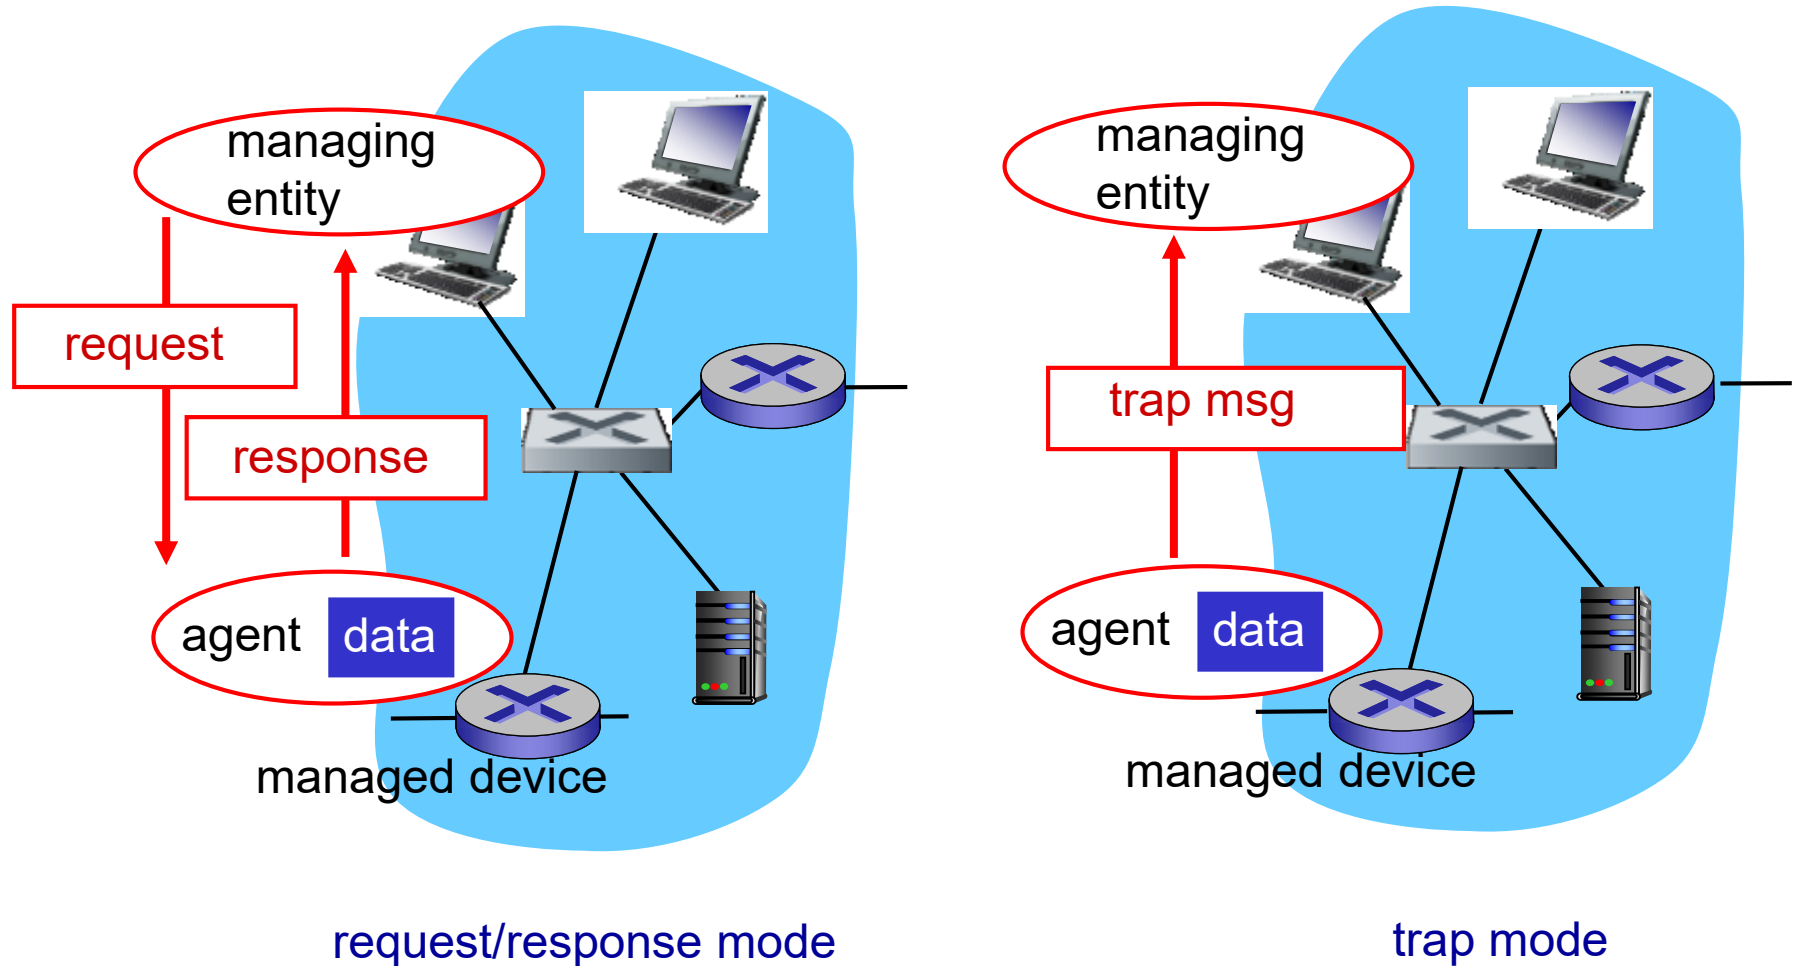 managing
entity
request
response
agent
data
managed device
request/response mode
managing
entity
trap msg
agent
data
managed device
trap mode